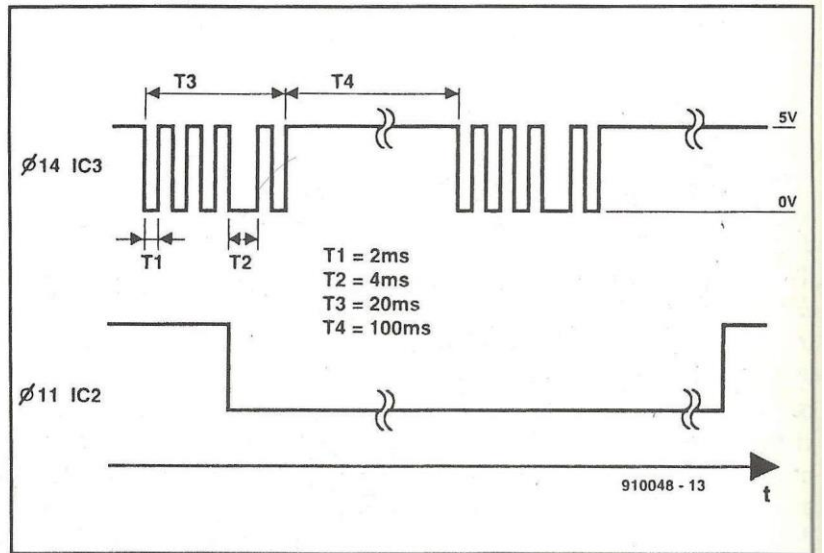 T3
T4
5V
Ø14 IC3
0V
T1
T2
T1 = 2ms
T2 = 4ms
T3 = 20ms
T4 = 100ms
Ø11 IC2
910048 - 13
t